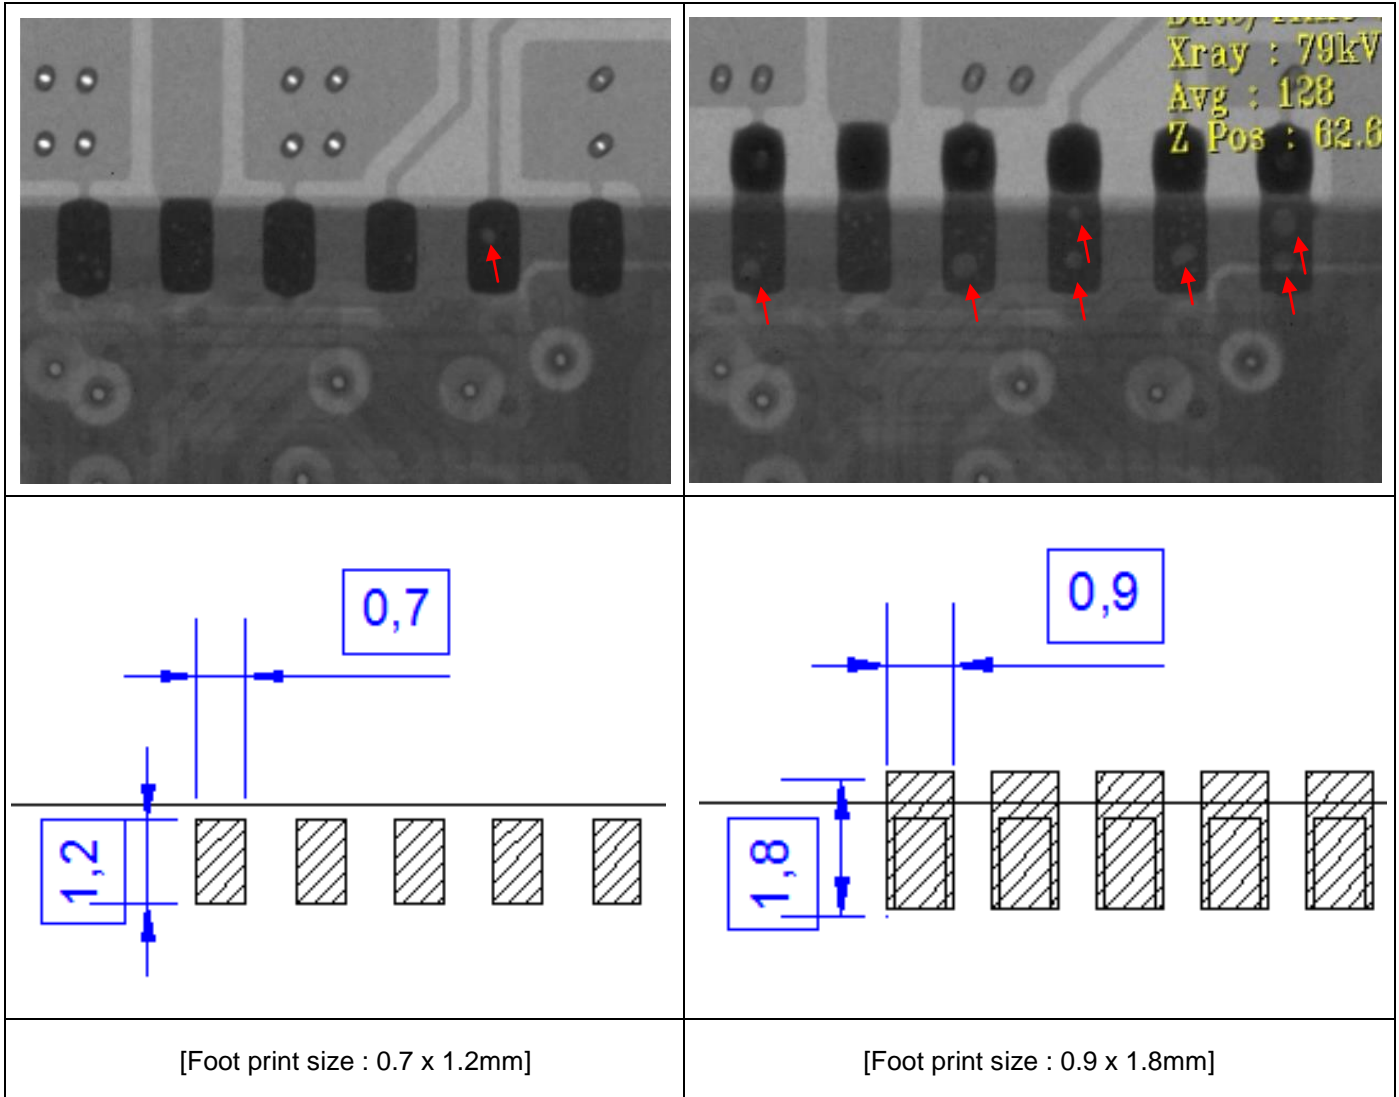 Xray : 79kV
Avg : 128
Z Pos : 62.6
0,7
1,2
0,9
1,8
[Foot print size : 0.7 x 1.2mm]
[Foot print size : 0.9 x 1.8mm]